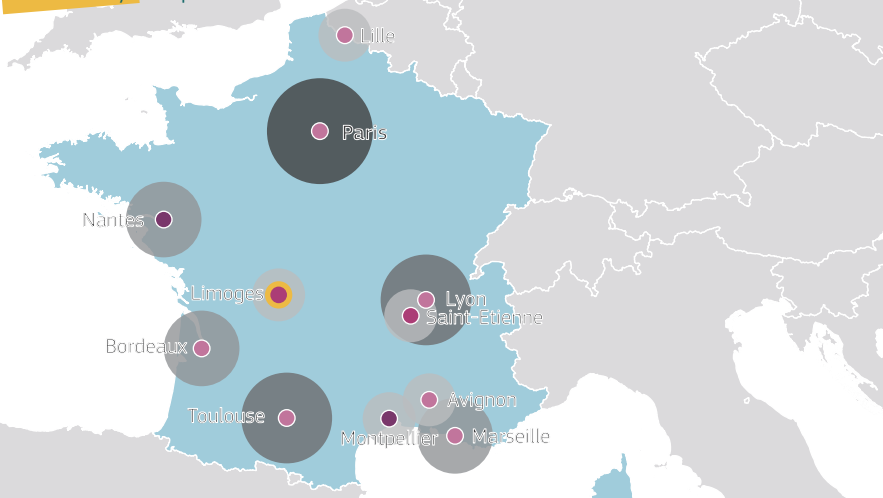 Lille
Paris
Nantes
Limoges
Lyon
Saint-Etienne
Bordeaux
Avignon
Toulouse
Montpellier
Marseille